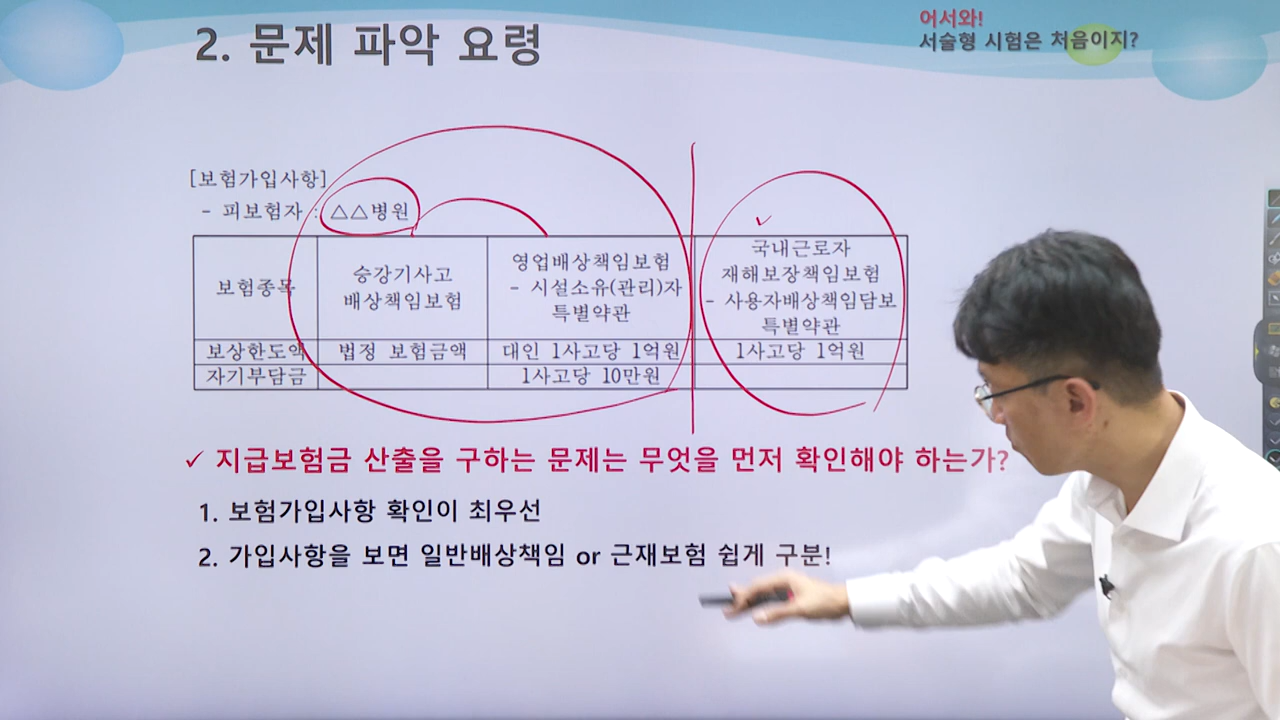 2. 문제 파악 요령
어서와!
서술형 시험은 처음이지?
[보험가입사항]
- 피보험자 : △△병원
보험종목
승강기사고
배상책임보험
영업배상책임보험
- 시설소유(관리)자
특별약관
국내근로자
재해보장책임보험
- 사용자배상책임담보
특별약관
보상한도액 법정 보험금액 대인 1사고당 1억원 1사고당 1억원
자기부담금 1사고당 10만원
✓ 지급보험금 산출을 구하는 문제는 무엇을 먼저 확인해야 하는가?
1. 보험가입사항 확인이 최우선
2. 가입사항을 보면 일반배상책임 or 근재보험 쉽게 구분!